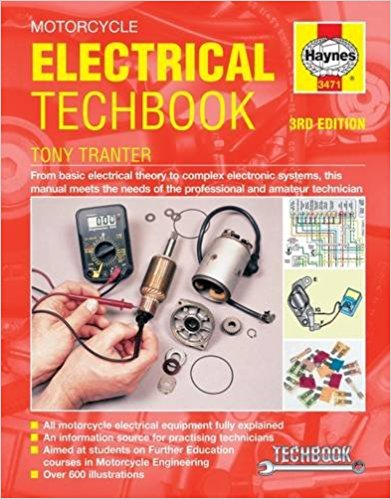 MOTORCYCLE
ELECTRICAL
TECHBOOK
Haynes
3471
3RD EDITION
TONY TRANTER
From basic electrical theory to complex electronic systems, this
manual meets the needs of the professional and amateur technician
All motorcycle electrical equipment fully explained
An information source for practising technicians
Aimed at students on Further Education
courses in Motorcycle Engineering
Over 600 illustrations
TECHBOOK